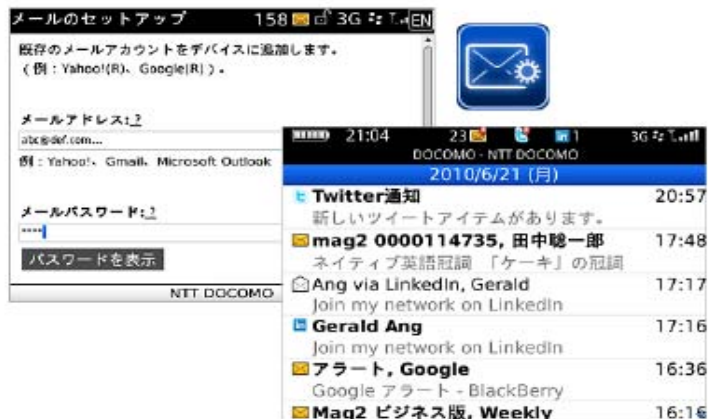 メールのセットアップ 158 3G EN
既存のメールアカウントをデバイスに追加します。
(例:Yahoo!(R)、Google(R))。
メールアドレス:?
abc@def.com...
例:Yahoo!、Gmail、Microsoft Outlook
メールパスワード:?
****
パスワードを表示
NTT DOCOMO
21:04 23 1 3G
DOCOMO - NTT DOCOMO
2010/6/21 (月)
Twitter通知 20:57
新しいツイートアイテムがあります。
mag2 0000114735, 田中聡一郎 17:48
ネイティブ英語冠詞 「ケーキ」の冠詞
Ang via LinkedIn, Gerald 17:17
Join my network on LinkedIn
Gerald Ang 17:16
Join my network on LinkedIn
アラート, Google 16:36
Google アラート - BlackBerry
Mag2 ビジネス版, Weekly 16:16